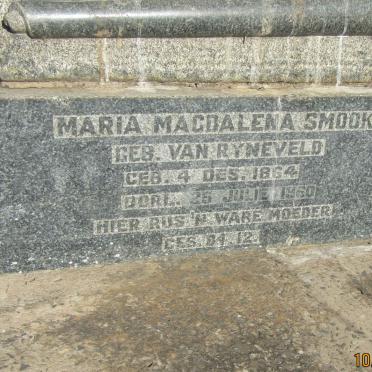 MARIA MAGDALENA SMOOK
GEB. VAN RYNEVELD
GEB. 4 DES. 1864
OORL. 25 JULIE 1960
HIER RUS 'N WARE MOEDER
GES. 24. 12.
10